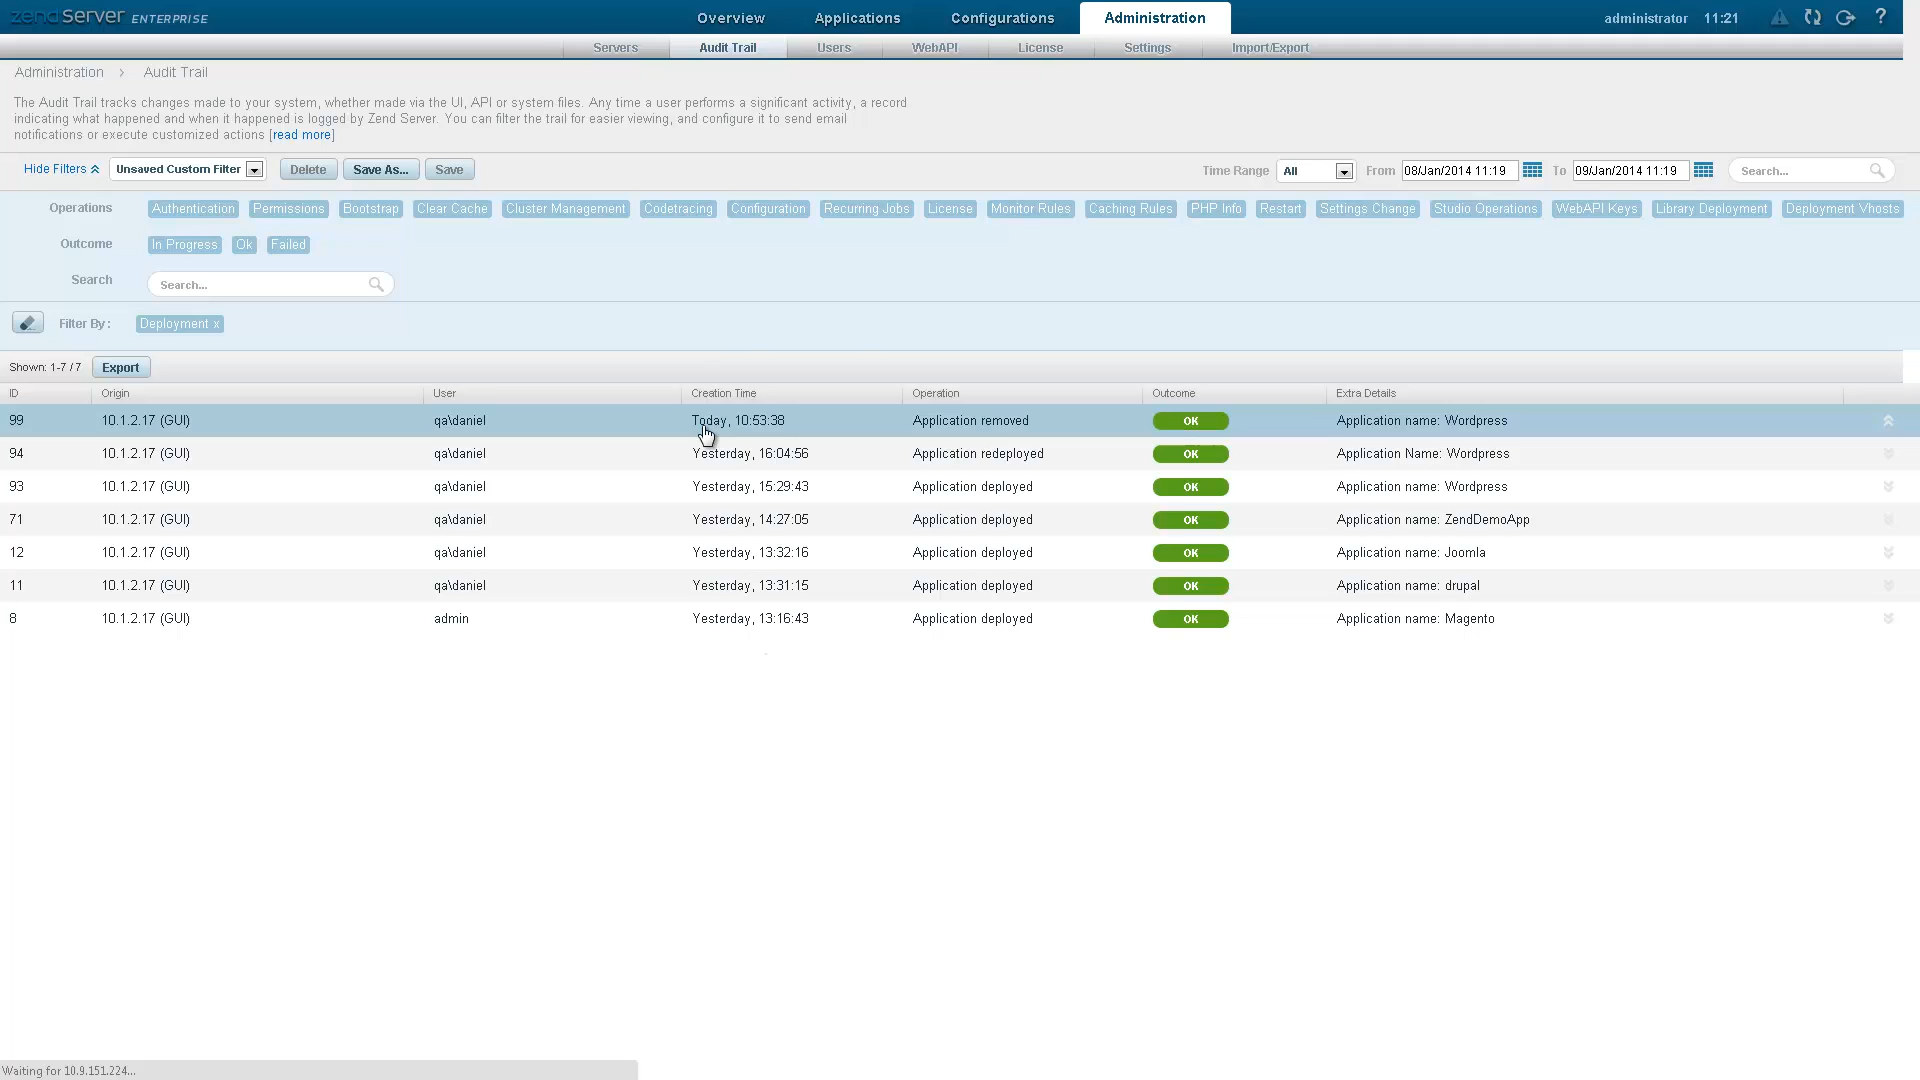 zend Server ENTERPRISE
Overview Applications Configurations Administration
administrator 11:21 ?
Servers Audit Trail Users WebAPI License Settings Import/Export
Administration > Audit Trail
The Audit Trail tracks changes made to your system, whether made via the UI, API or system files. Any time a user performs a significant activity, a record
indicating what happened and when it happened is logged by Zend Server. You can filter the trail for easier viewing, and configure it to send email
notifications or execute customized actions [read more]
Hide Filters Unsaved Custom Filter Delete Save As... Save Time Range All From 08/Jan/2014 11:19 To 09/Jan/2014 11:19 Search...
Operations Authentication Permissions Bootstrap Clear Cache Cluster Management Codetracing Configuration Recurring Jobs License Monitor Rules Caching Rules PHP Info Restart Settings Change Studio Operations WebAPI Keys Library Deployment Deployment Vhosts
Outcome In Progress Ok Failed
Search Search...
Filter By: Deployment x
Shown: 1-7 / 7 Export
ID Origin User Creation Time Operation Outcome Extra Details
99 10.1.2.17 (GUI) qa\daniel Today, 10:53:38 Application removed OK Application name: Wordpress
94 10.1.2.17 (GUI) qa\daniel Yesterday, 16:04:56 Application redeployed OK Application Name: Wordpress
93 10.1.2.17 (GUI) qa\daniel Yesterday, 15:29:43 Application deployed OK Application name: Wordpress
71 10.1.2.17 (GUI) qa\daniel Yesterday, 14:27:05 Application deployed OK Application name: ZendDemoApp
12 10.1.2.17 (GUI) qa\daniel Yesterday, 13:32:16 Application deployed OK Application name: Joomla
11 10.1.2.17 (GUI) qa\daniel Yesterday, 13:31:15 Application deployed OK Application name: drupal
8 10.1.2.17 (GUI) admin Yesterday, 13:16:43 Application deployed OK Application name: Magento
Waiting for 10.9.151.224...